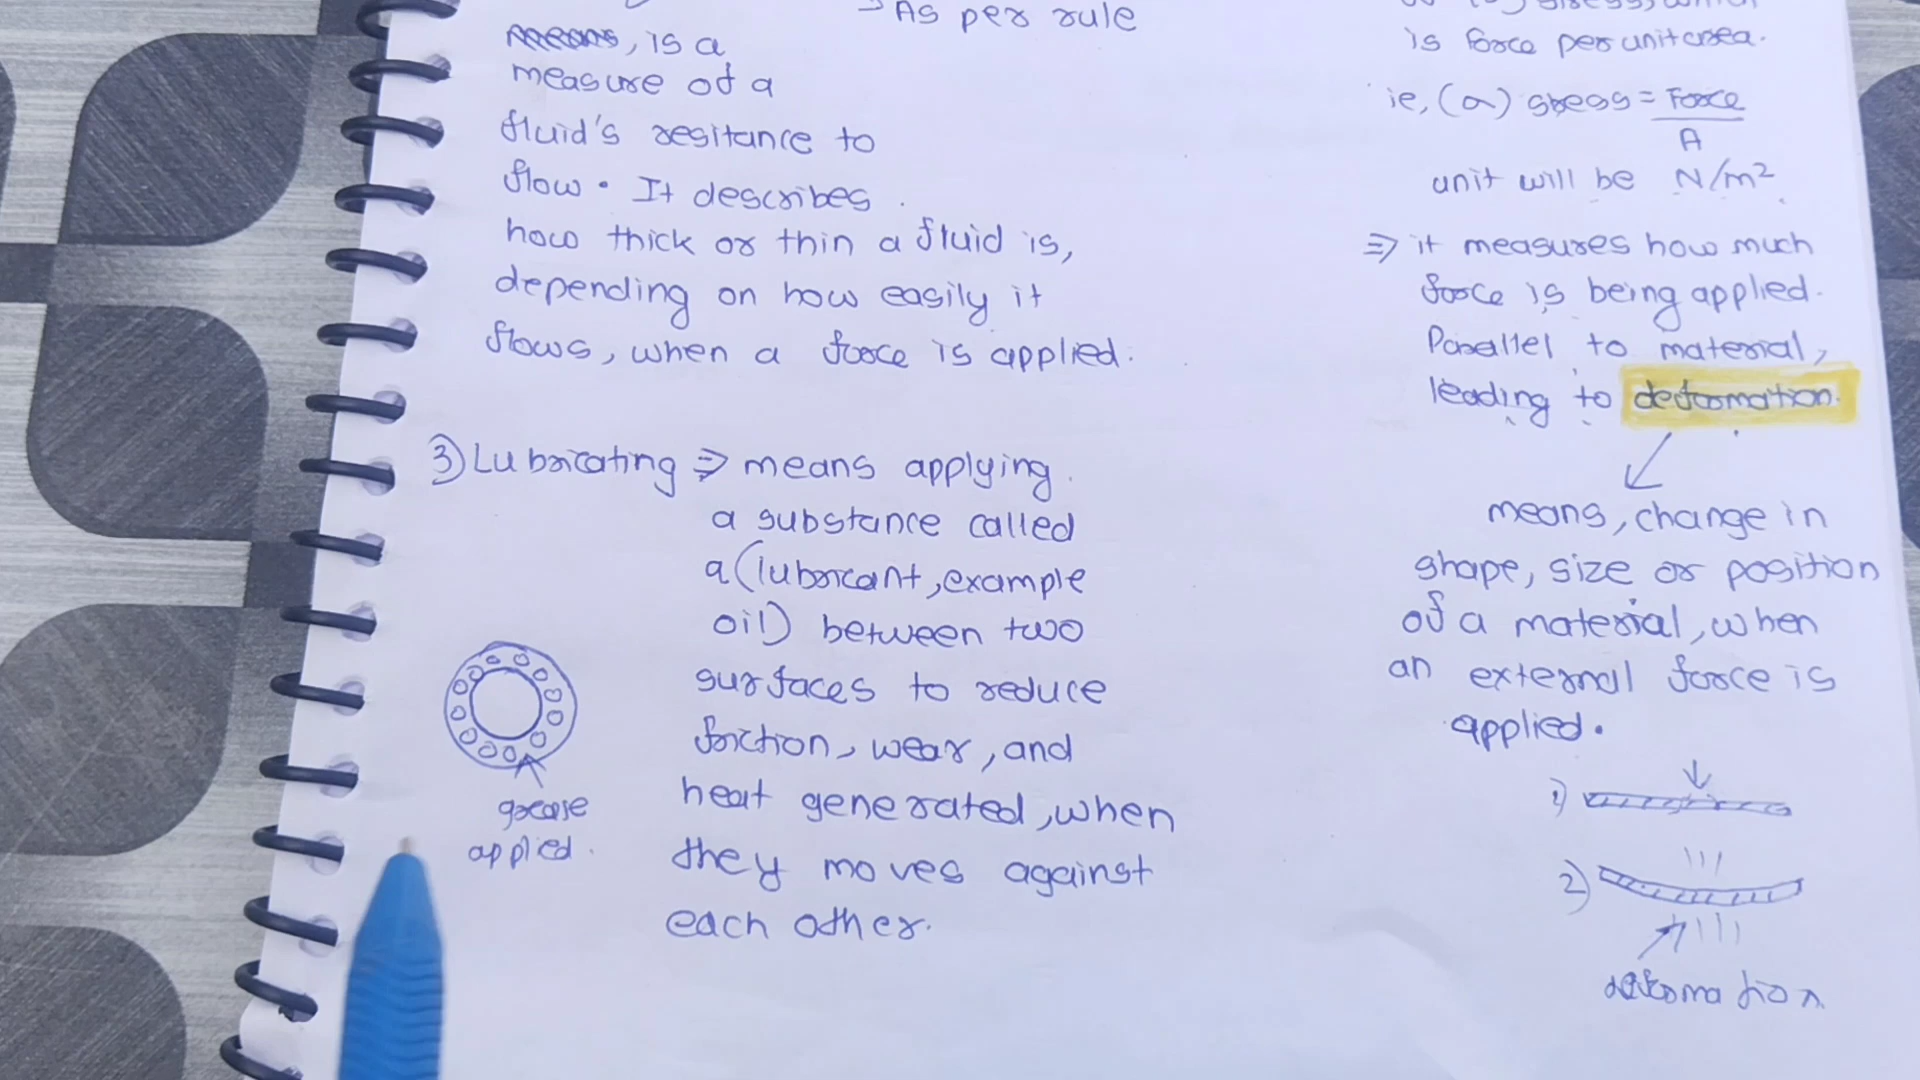 → As per rule
means, is a
measure of a
fluid's resitance to
flow. It describes
how thick or thin a fluid is,
depending on how easily it
flows, when a force is applied.
3) Lubricating ⇒ means applying
a substance called
a (lubricant, example
oil) between two
surfaces to reduce
friction, wear, and
heat generated, when
they moves against
each other.
grease
applied.
is force per unit area.
ie, (a) stress = Force
A
unit will be N/m²
⇒ it measures how much
force is being applied.
Parallel to material,
leading to deformation.
means, change in
shape, size or position
of a material, when
an external force is
applied.
1)
2)
deformation